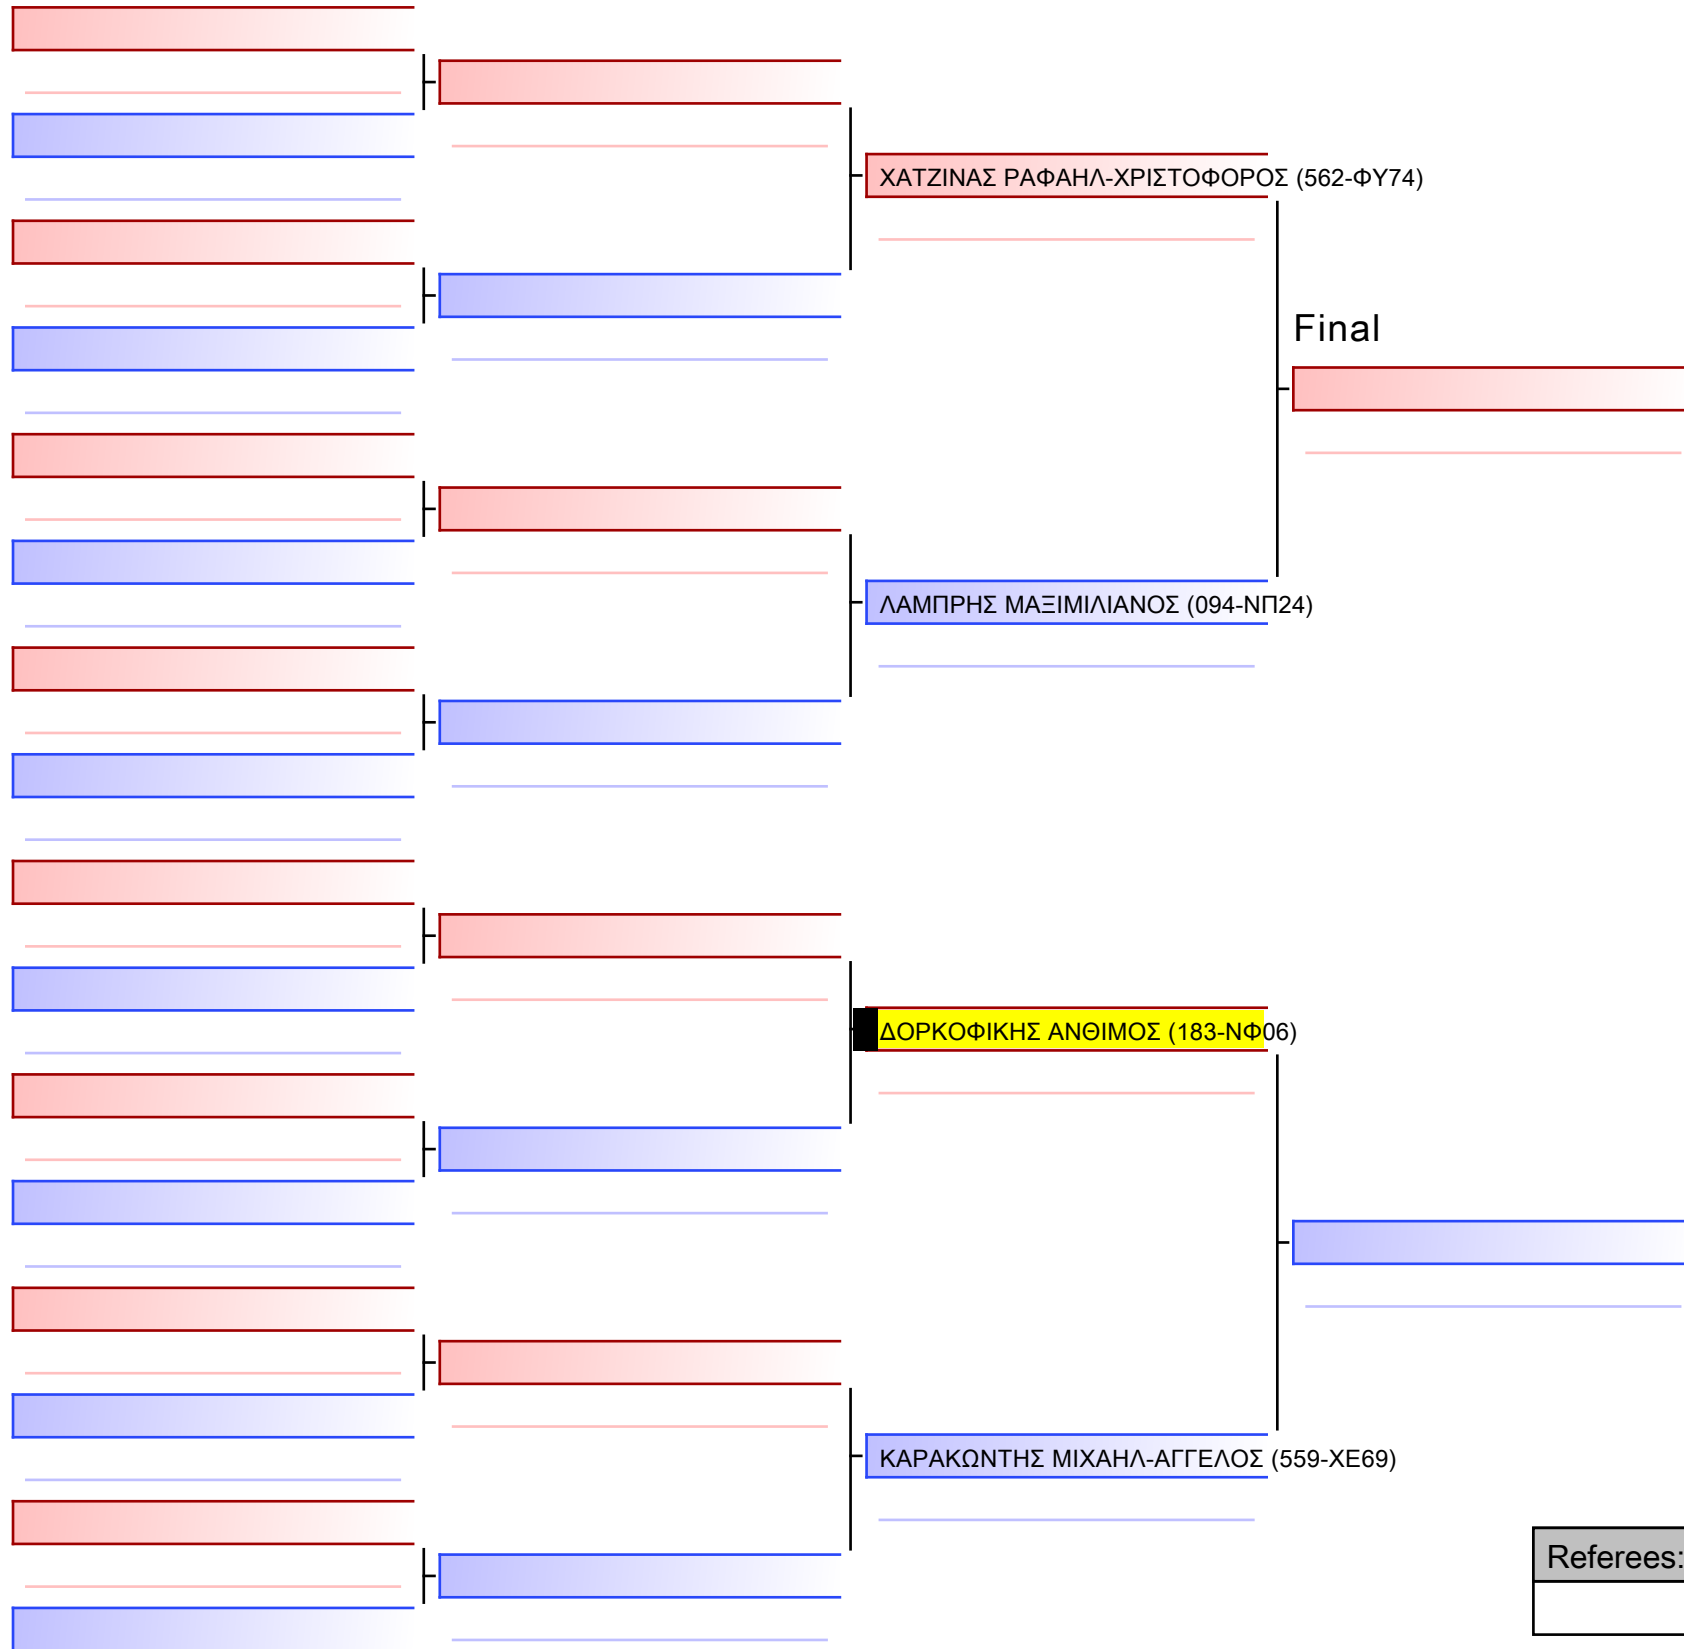 ΧΑΤΖΙΝΑΣ ΡΑΦΑΗΛ-ΧΡΙΣΤΟΦΟΡΟΣ (562-ΦΥ74)
Final
ΛΑΜΠΡΗΣ ΜΑΞΙΜΙΛΙΑΝΟΣ (094-ΝΠ24)
ΔΟΡΚΟΦΙΚΗΣ ΑΝΘΙΜΟΣ (183-ΝΦ06)
ΚΑΡΑΚΩΝΤΗΣ ΜΙΧΑΗΛ-ΑΓΓΕΛΟΣ (559-ΧΕ69)
Referees: